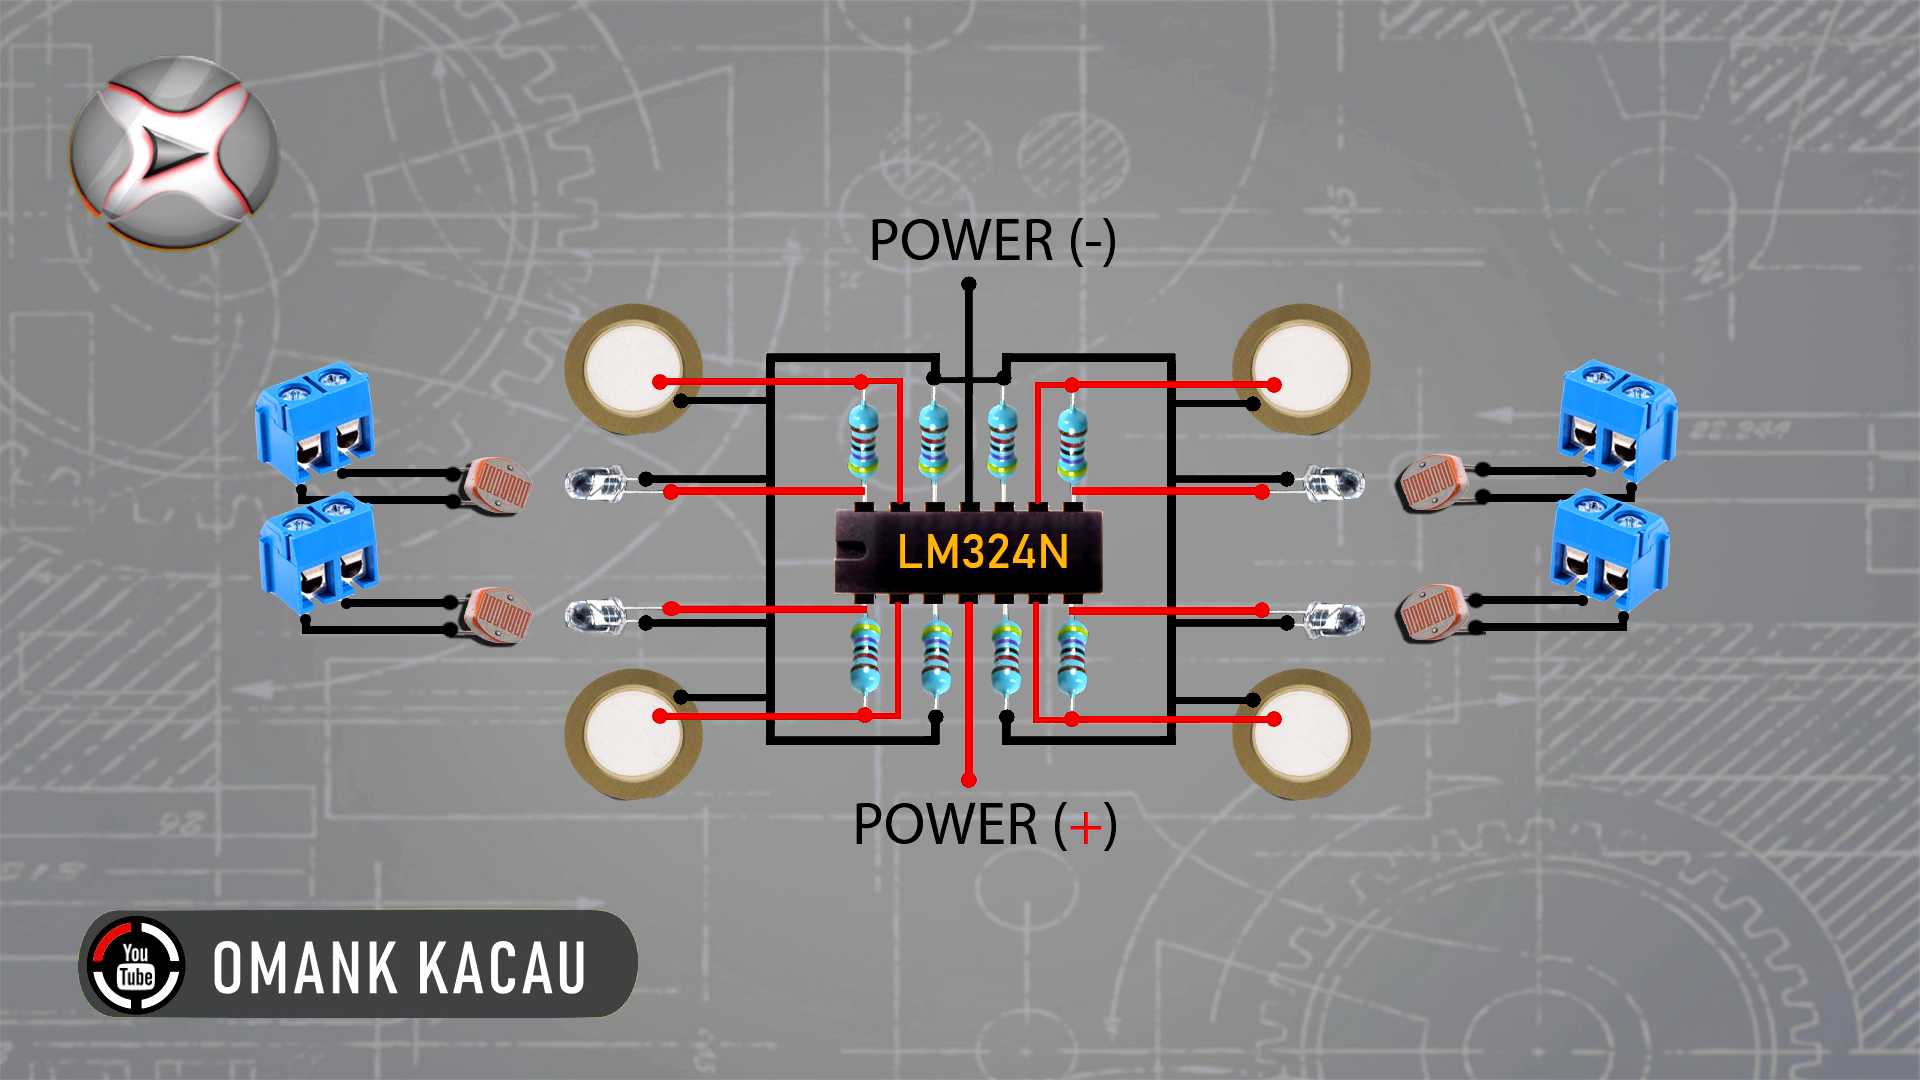 POWER (-)
LM324N
POWER (+)
You
Tube
OMANK KACAU